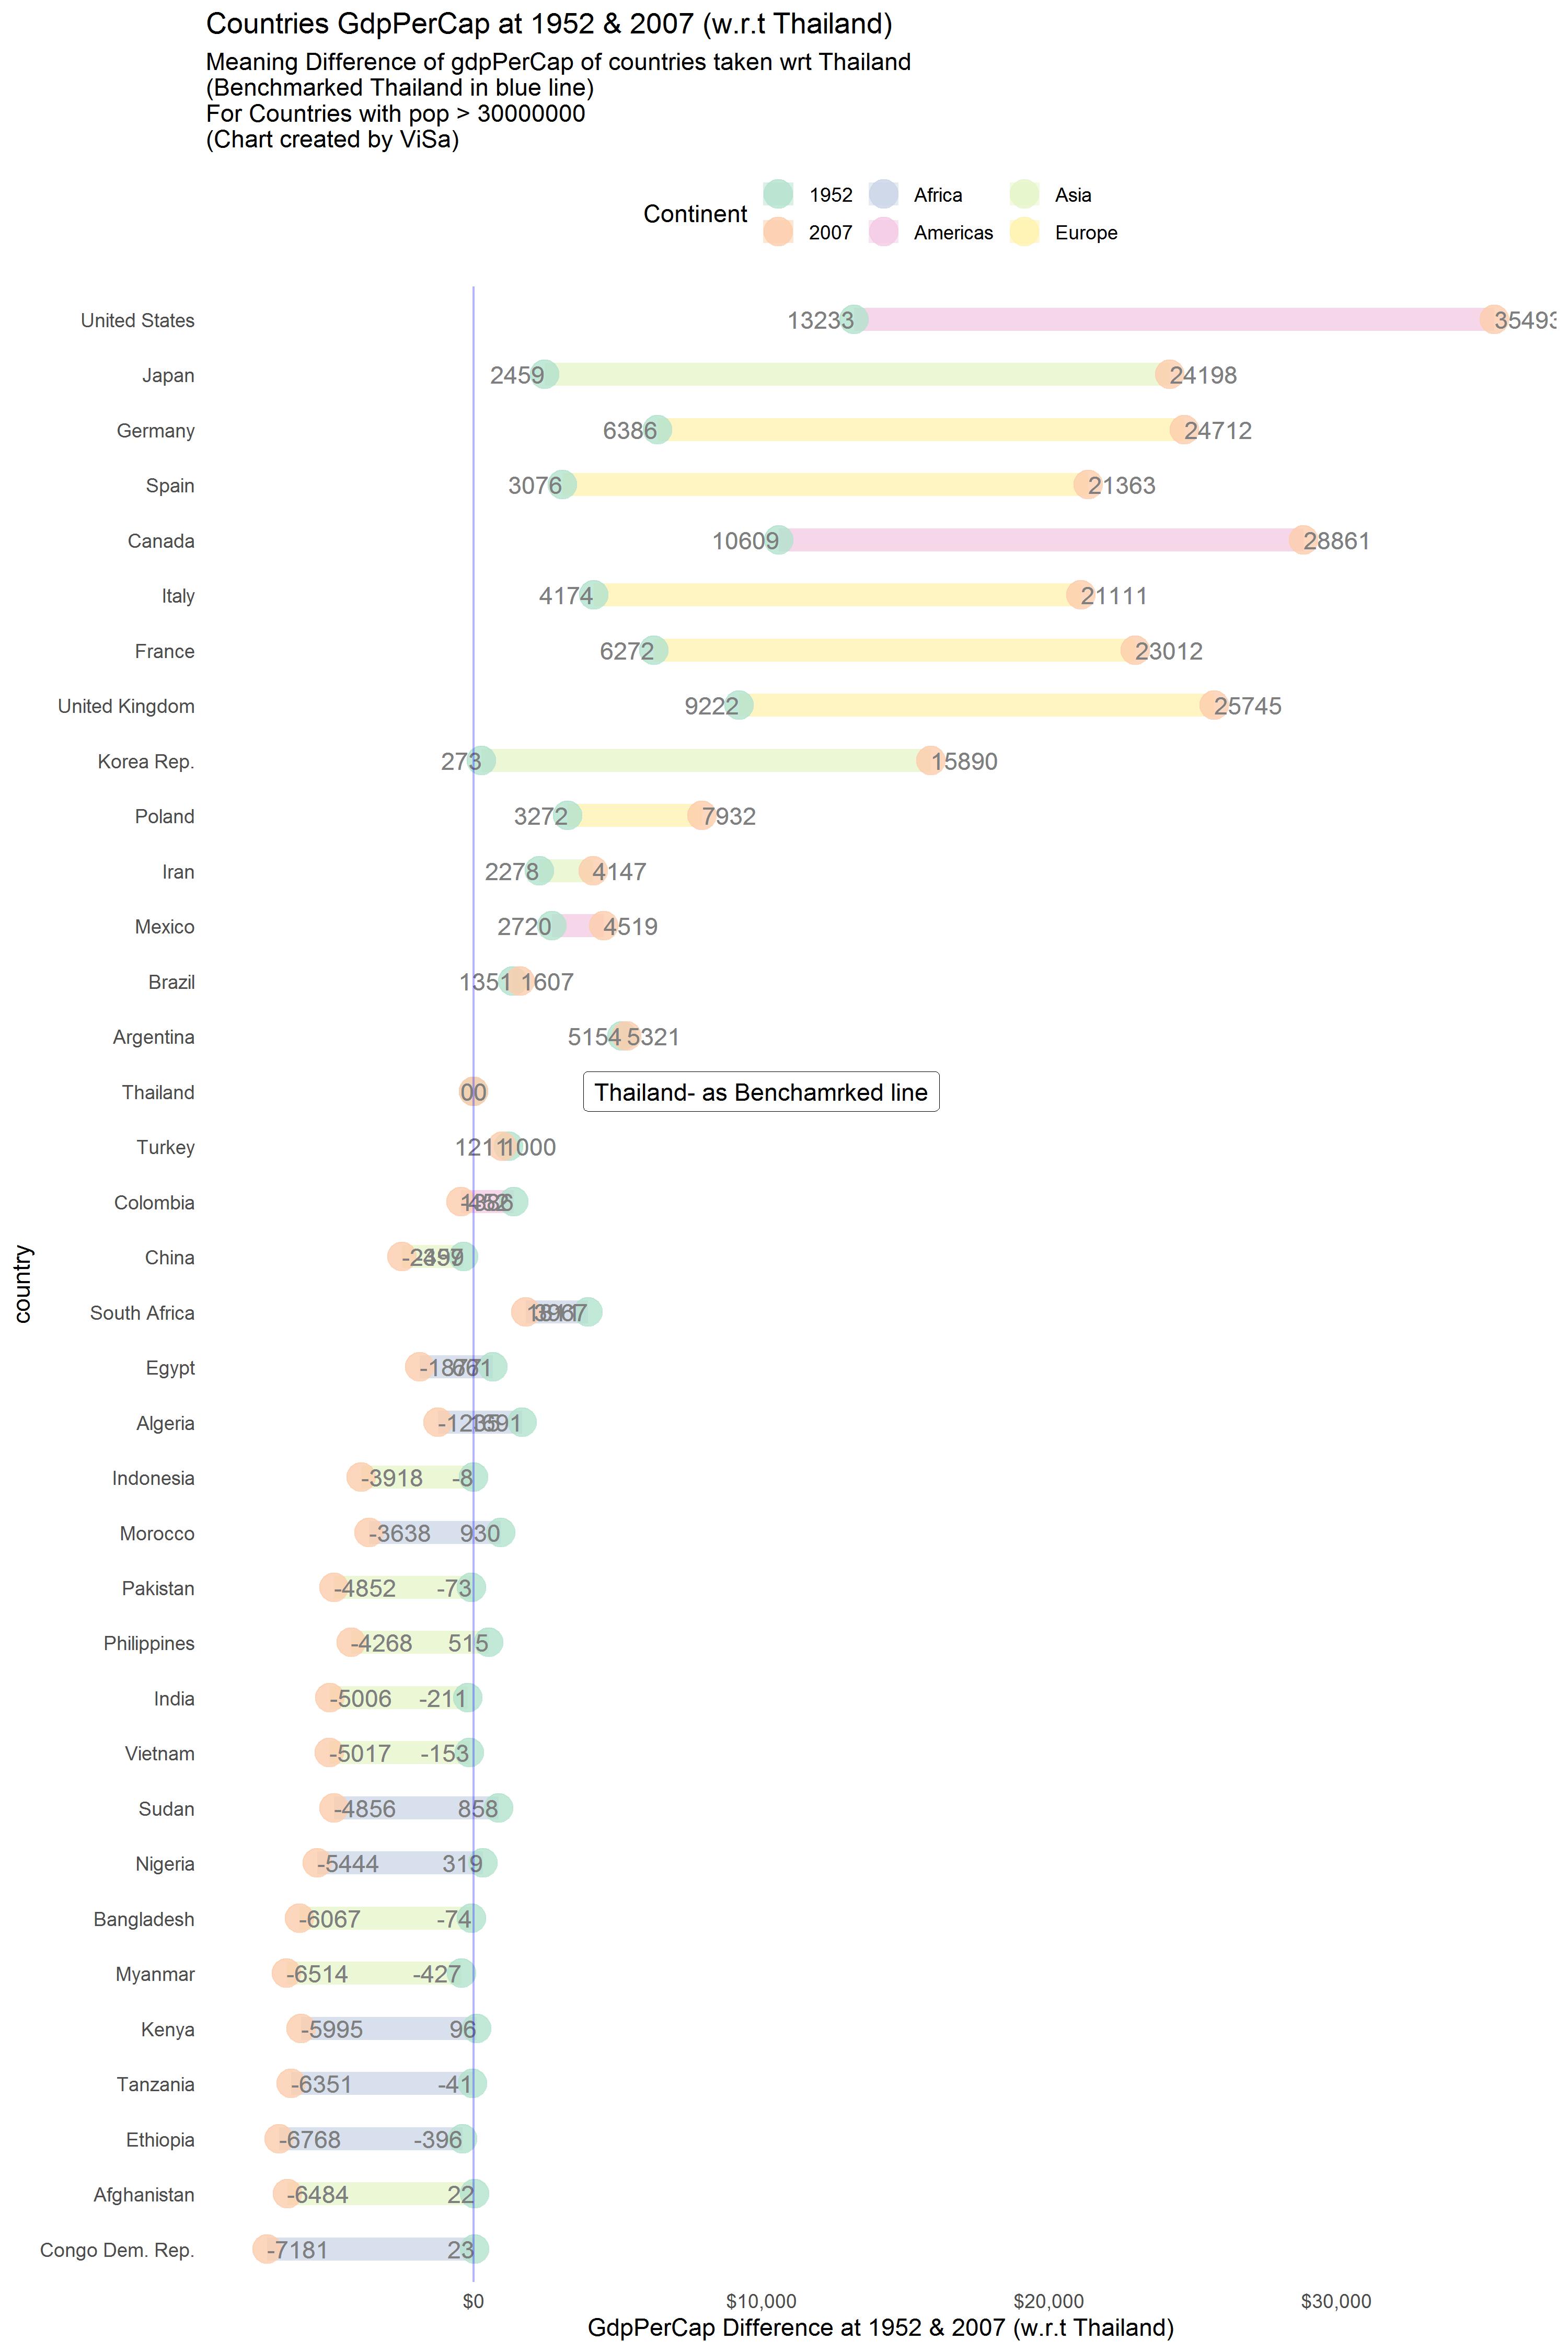 Countries GdpPerCap at 1952 & 2007 (w.r.t Thailand)
Meaning Difference of gdpPerCap of countries taken wrt Thailand
(Benchmarked Thailand in blue line)
For Countries with pop > 30000000
(Chart created by ViSa)
Continent
1952 Africa Asia
2007 Americas Europe
United States 13233 35493
Japan 2459 24198
Germany 6386 24712
Spain 3076 21363
Canada 10609 28861
Italy 4174 21111
France 6272 23012
United Kingdom 9222 25745
Korea Rep. 273 15890
Poland 3272 7932
Iran 2278 4147
Mexico 2720 4519
Brazil 1351 1607
Argentina 5154 5321
Thailand 0 0 Thailand- as Benchamrked line
Turkey 1211 1000
Colombia
China
South Africa
Egypt
Algeria
Indonesia -3918 -8
Morocco -3638 930
Pakistan -4852 -73
Philippines -4268 515
India -5006 -211
Vietnam -5017 -153
Sudan -4856 858
Nigeria -5444 319
Bangladesh -6067 -74
Myanmar -6514 -427
Kenya -5995 96
Tanzania -6351 -41
Ethiopia -6768 -396
Afghanistan -6484 22
Congo Dem. Rep. -7181 23
country
$0 $10,000 $20,000 $30,000
GdpPerCap Difference at 1952 & 2007 (w.r.t Thailand)